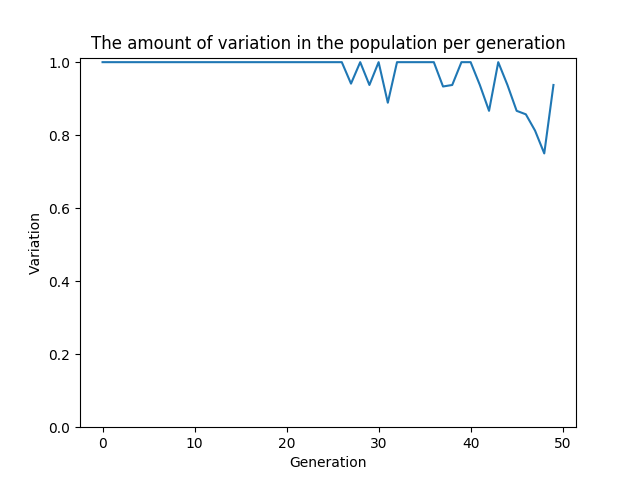 The amount of variation in the population per generation
1.0
0.8
0.6
0.4
0.2
0.0
Variation
0 10 20 30 40 50
Generation